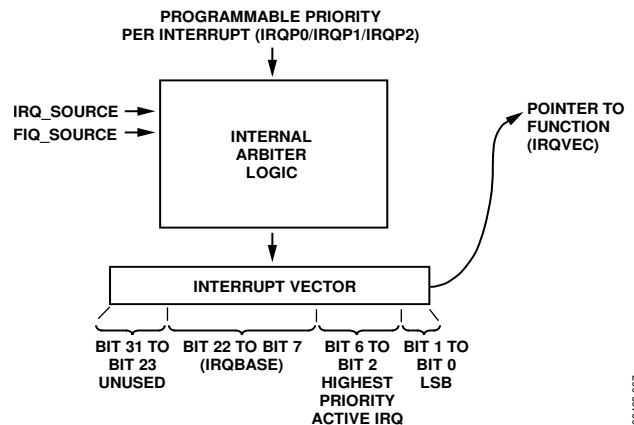 PROGRAMMABLE PRIORITY
PER INTERRUPT (IRQP0/IRQP1/IRQP2)
IRQ_SOURCE
FIQ_SOURCE
INTERNAL
ARBITER
LOGIC
POINTER TO
FUNCTION
(IRQVEC)
INTERRUPT VECTOR
BIT 31 TO
BIT 23
UNUSED
BIT 22 TO BIT 7
(IRQBASE)
BIT 6 TO
BIT 2
HIGHEST
PRIORITY
ACTIVE IRQ
BIT 1 TO
BIT 0
LSB